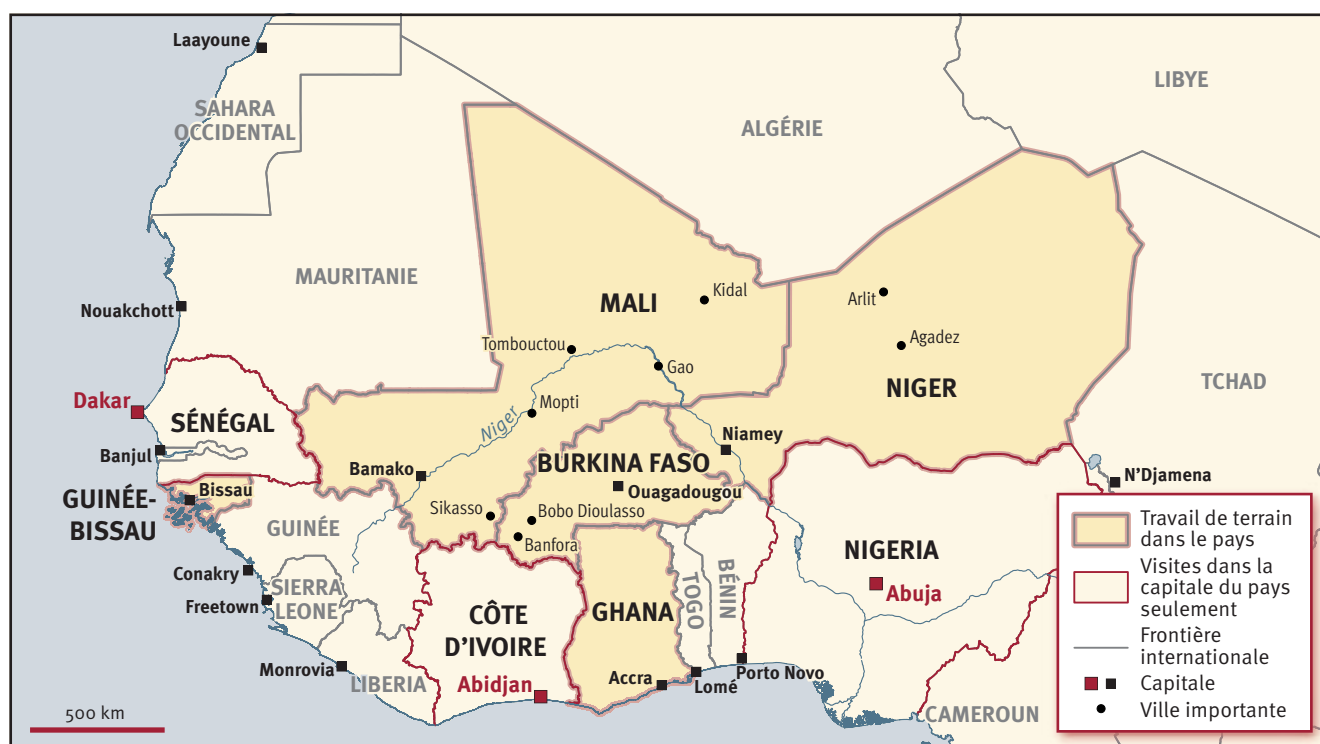 Laayoune
LIBYE
SAHARA
OCCIDENTAL
ALGÉRIE
MAURITANIE
Kidal
Arlit
MALI
Nouakchott
Tombouctou
Agadez
Gao
NIGER
TCHAD
Dakar
SÉNÉGAL
Mopti
Niger
Niamey
Banjul
BURKINA FASO
Bamako
N'Djamena
Bissau
Ouagadougou
GUINÉE-
BISSAU
Sikasso
Bobo Dioulasso
GUINÉE
Banfora
NIGERIA
Conakry
SIERRA
LEONE
BÉNIN
TOGO
Abuja
Freetown
GHANA
CÔTE
D'IVOIRE
Monrovia
LIBERIA
Abidjan
Accra
Lomé
Porto Novo
CAMEROUN
500 km
Travail de terrain
dans le pays
Visites dans la
capitale du pays
seulement
Frontière
internationale
Capitale
Ville importante